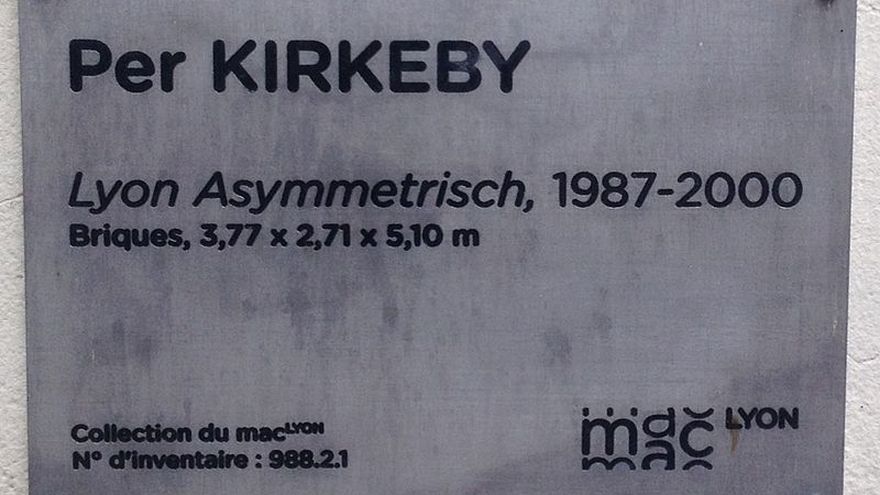 Per KIRKEBY
Lyon Asymmetrisch, 1987-2000
Briques, 3,77 x 2,71 x 5,10 m
Collection du macLYON
N° d'inventaire : 988.2.1
mac LYON